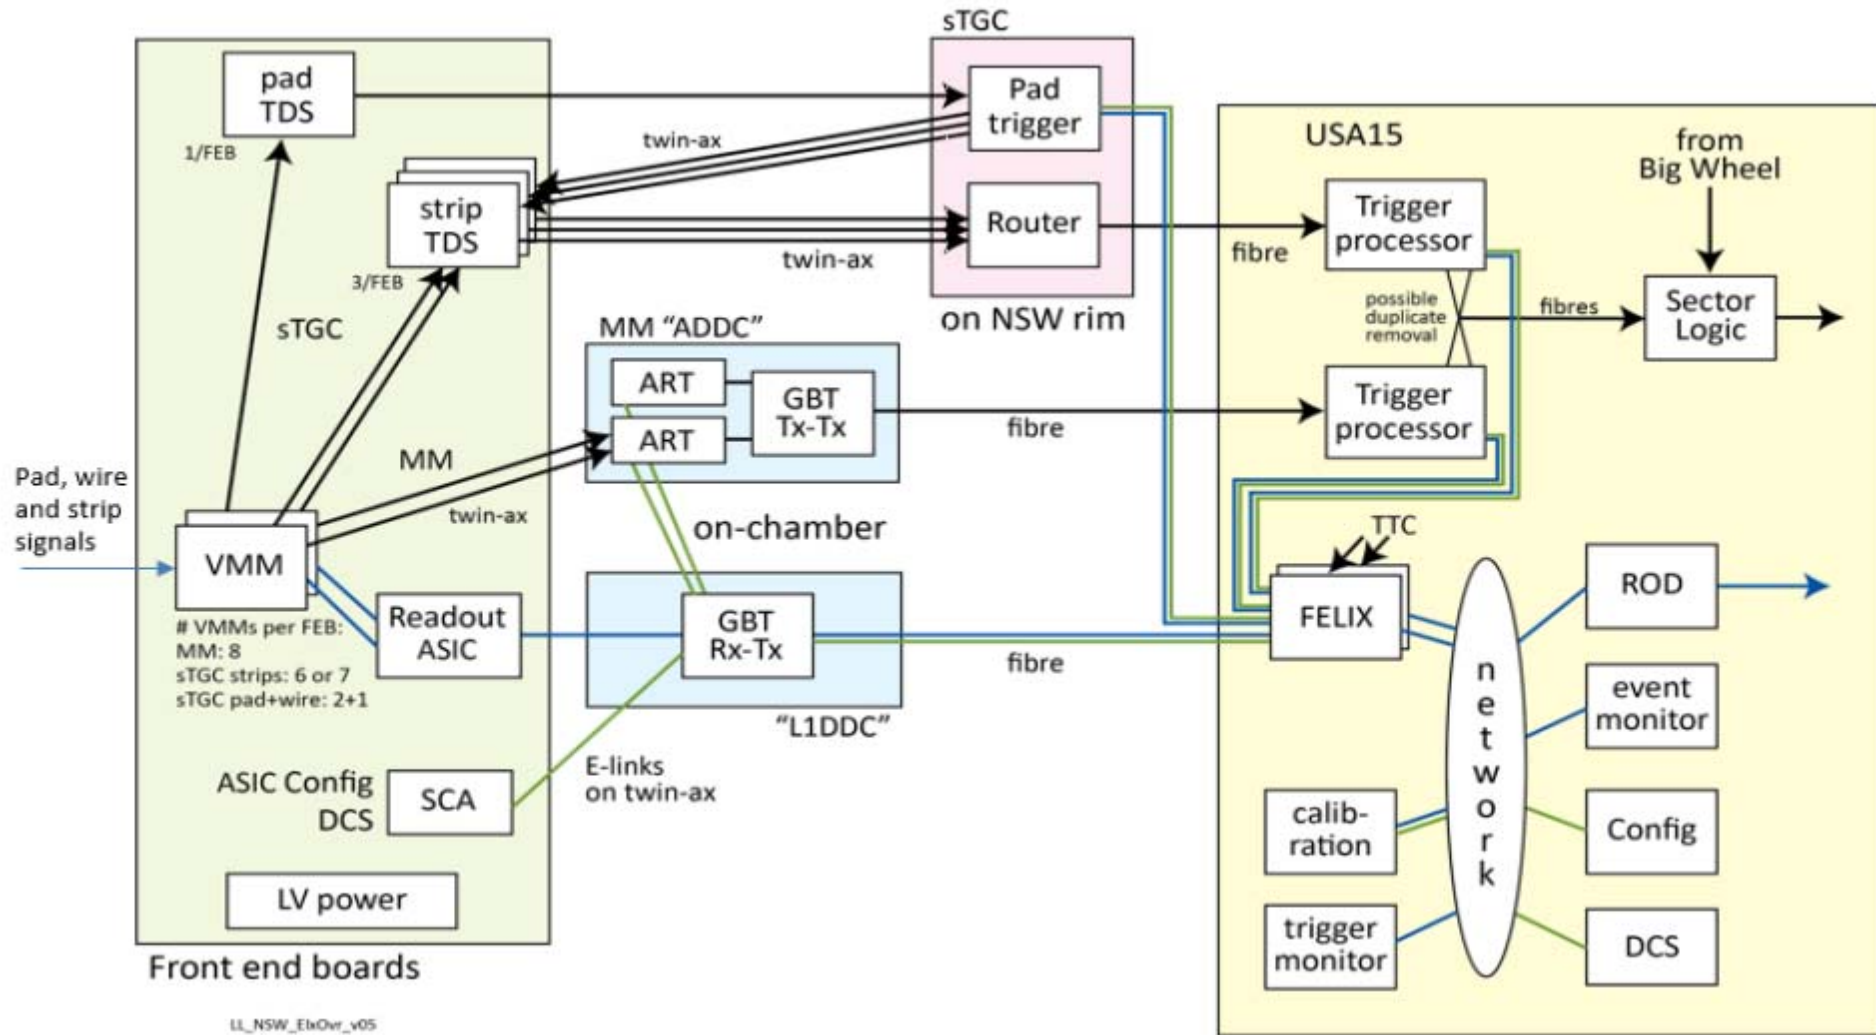 sTGC
pad
TDS
1/FEB
Pad
trigger
twin-ax
strip
TDS
3/FEB
Router
twin-ax
on NSW rim
sTGC
MM “ADDC”
ART
ART
GBT
Tx-Tx
MM
twin-ax
fibre
fibre
USA15
Trigger
processor
from
Big Wheel
possible
duplicate
removal
fibres
Sector
Logic
Trigger
processor
Pad, wire
and strip
signals
VMM
# VMMs per FEB:
MM: 8
sTGC strips: 6 or 7
sTGC pad+wire: 2+1
Readout
ASIC
on-chamber
GBT
Rx-Tx
“L1DDC”
fibre
TTC
FELIX
network
ROD
event
monitor
calib-
ration
Config
trigger
monitor
DCS
ASIC Config
DCS
SCA
E-links
on twin-ax
LV power
Front end boards
LL_NSW_ElxOvr_v05